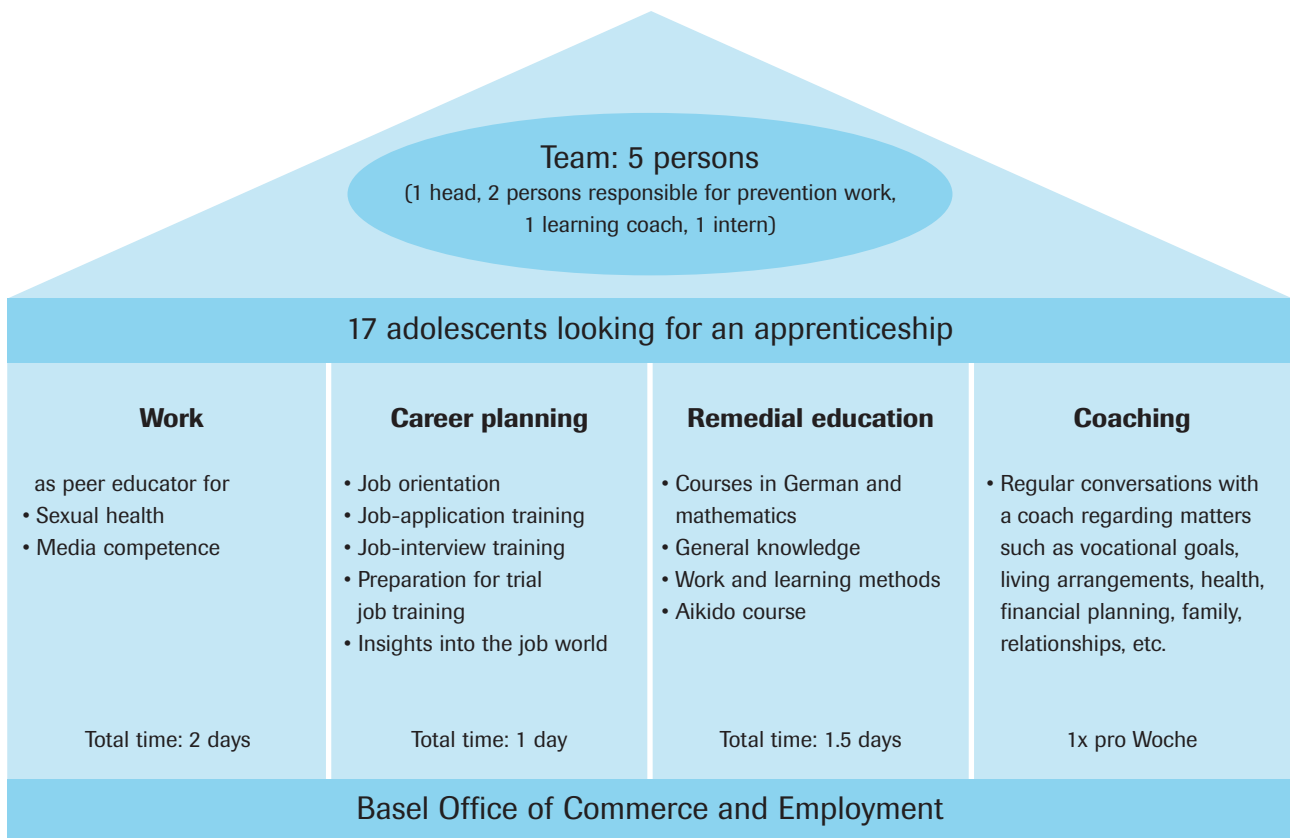 Team: 5 persons
(1 head, 2 persons responsible for prevention work,
1 learning coach, 1 intern)
17 adolescents looking for an apprenticeship
Work
as peer educator for
• Sexual health
• Media competence
Total time: 2 days
Career planning
• Job orientation
• Job-application training
• Job-interview training
• Preparation for trial
job training
• Insights into the job world
Total time: 1 day
Remedial education
• Courses in German and
mathematics
• General knowledge
• Work and learning methods
• Aikido course
Total time: 1.5 days
Coaching
• Regular conversations with
a coach regarding matters
such as vocational goals,
living arrangements, health,
financial planning, family,
relationships, etc.
1x pro Woche
Basel Office of Commerce and Employment